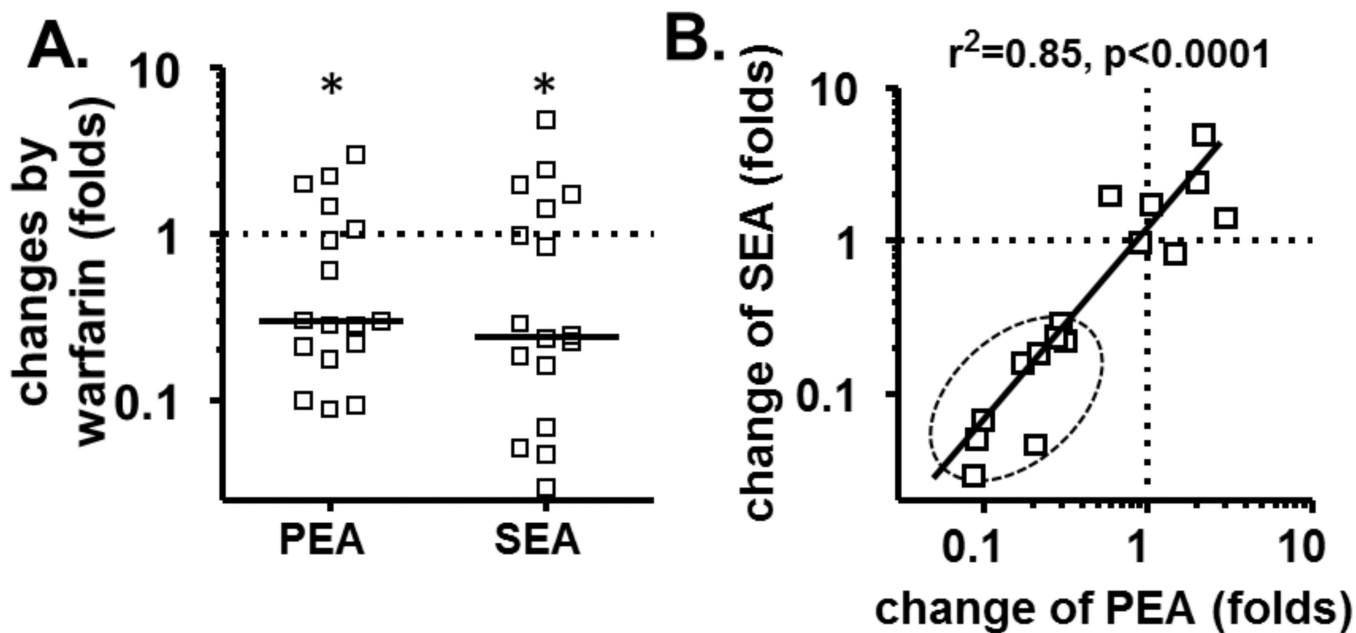 A.
changes by
warfarin (folds)
10
1
0.1
*
*
PEA
SEA
B.
r²=0.85, p<0.0001
change of SEA (folds)
10
1
0.1
0.1
1
10
change of PEA (folds)